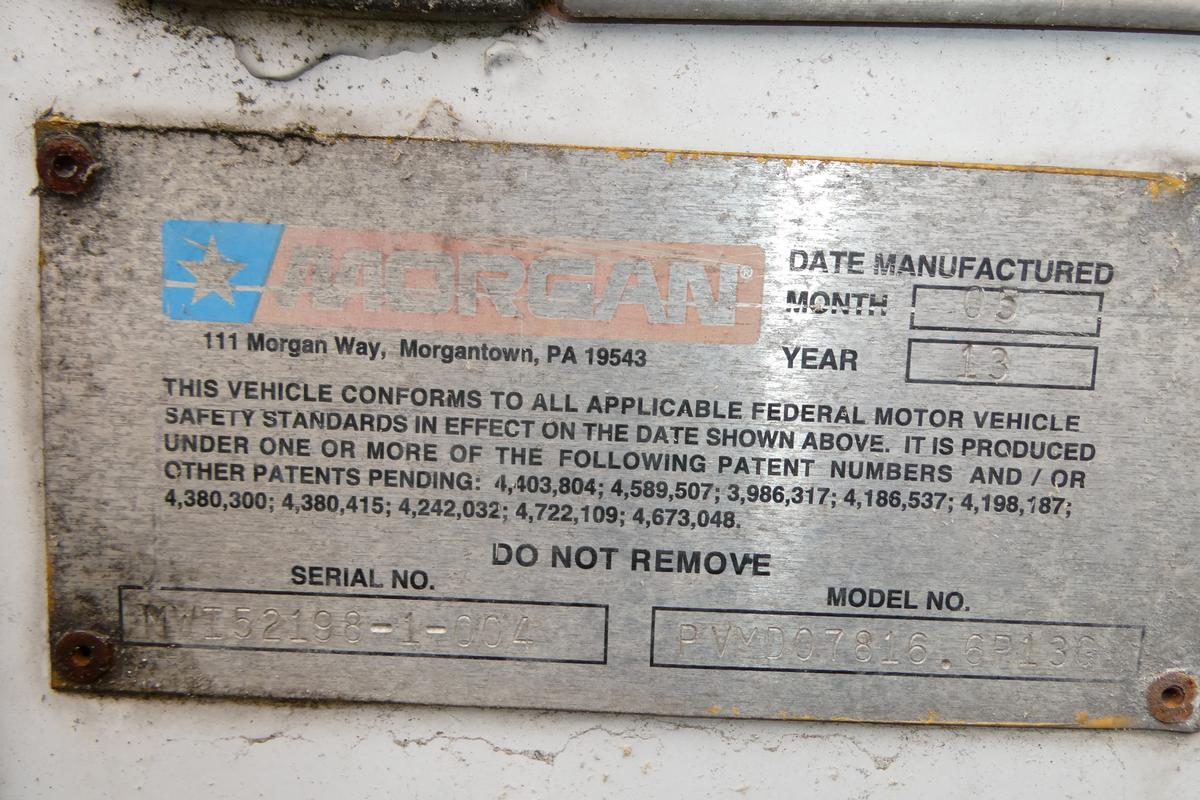 MORGAN®
111 Morgan Way, Morgantown, PA 19543
DATE MANUFACTURED
MONTH 05
YEAR 13
THIS VEHICLE CONFORMS TO ALL APPLICABLE FEDERAL MOTOR VEHICLE
SAFETY STANDARDS IN EFFECT ON THE DATE SHOWN ABOVE. IT IS PRODUCED
UNDER ONE OR MORE OF THE FOLLOWING PATENT NUMBERS AND / OR
OTHER PATENTS PENDING: 4,403,804; 4,589,507; 3,986,317; 4,186,537; 4,198,187;
4,380,300; 4,380,415; 4,242,032; 4,722,109; 4,673,048.
DO NOT REMOVE
SERIAL NO.
MWI52198-1-004
MODEL NO.